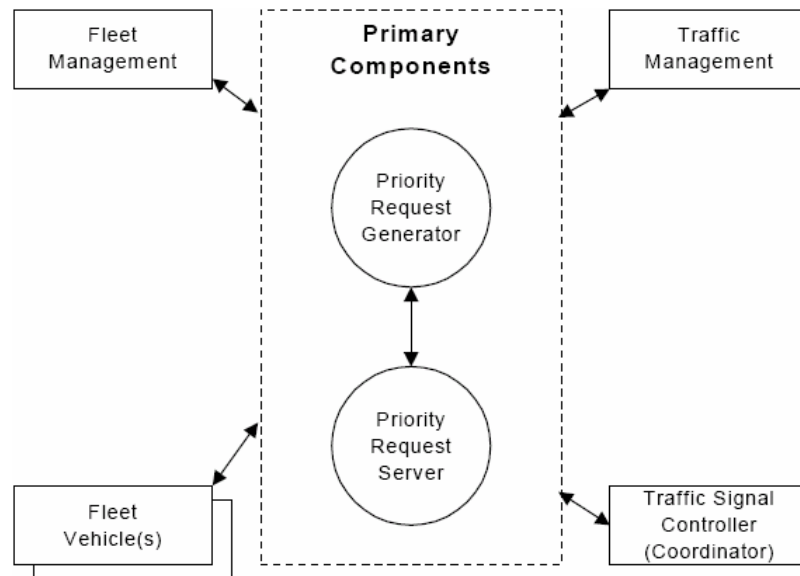 Fleet
Management
Primary
Components
Traffic
Management
Priority
Request
Generator
Priority
Request
Server
Fleet
Vehicle(s)
Traffic Signal
Controller
(Coordinator)